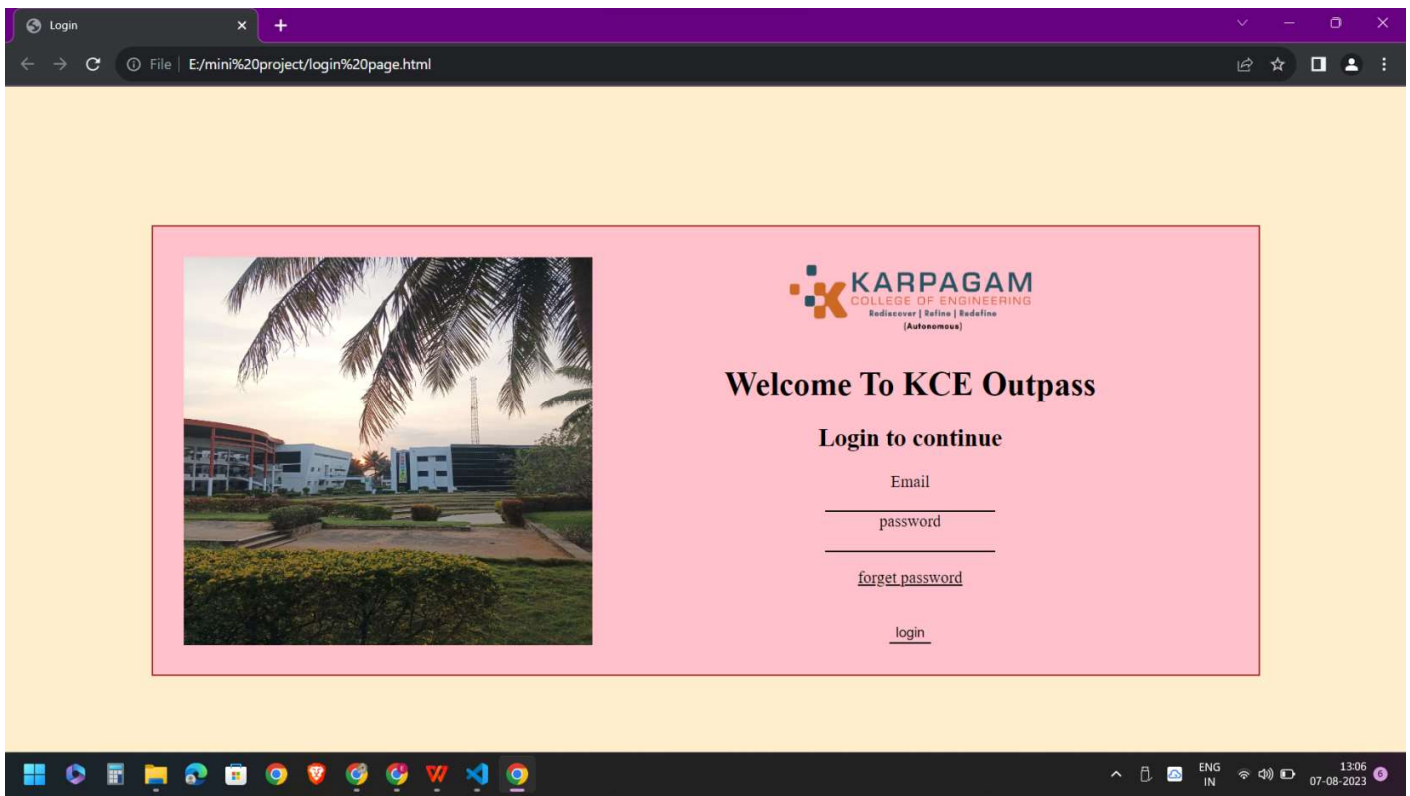 Login
File | E:/mini%20project/login%20page.html
KARPAGAM
COLLEGE OF ENGINEERING
Rediscover | Refine | Redefine
(Autonomous)
Welcome To KCE Outpass
Login to continue
Email
password
forget password
login
ENG
IN
13:06
07-08-2023
6